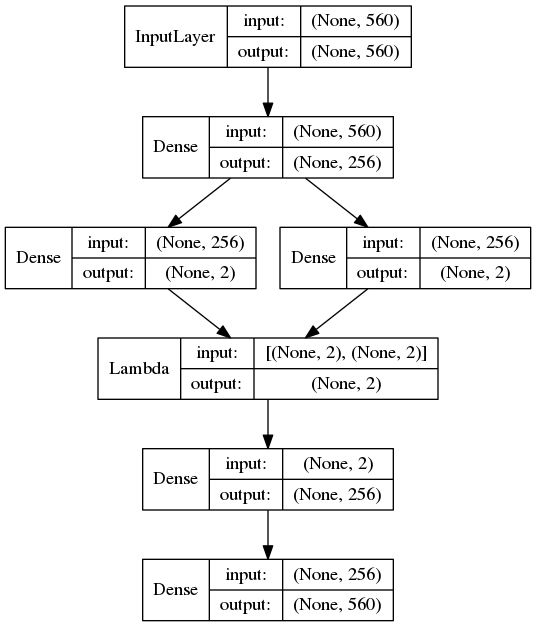 InputLayer input: (None, 560)
output: (None, 560)
Dense input: (None, 560)
output: (None, 256)
Dense input: (None, 256)
output: (None, 2)
Dense input: (None, 256)
output: (None, 2)
Lambda input: [(None, 2), (None, 2)]
output: (None, 2)
Dense input: (None, 2)
output: (None, 256)
Dense input: (None, 256)
output: (None, 560)